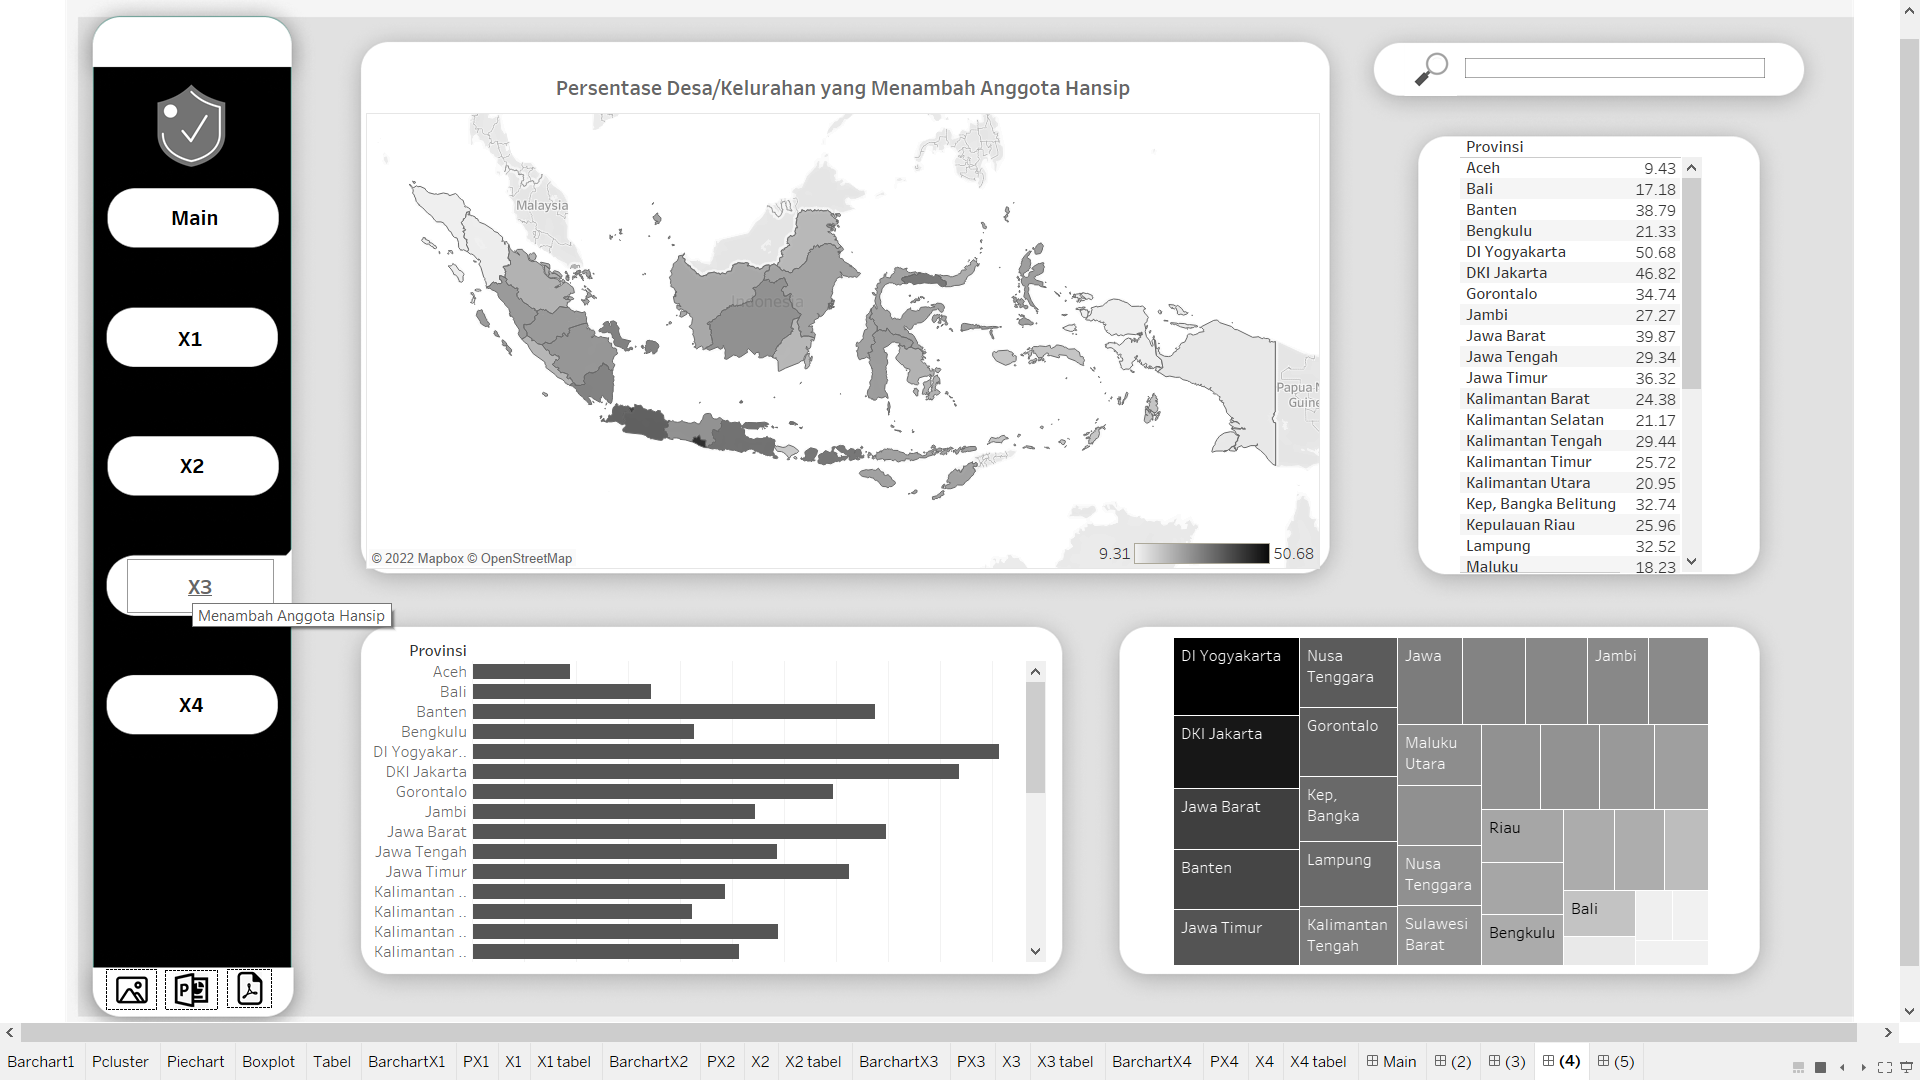 Main
X1
X2
X3
Menambah Anggota Hansip
X4
Persentase Desa/Kelurahan yang Menambah Anggota Hansip
Malaysia
Indonesia
Papua N
Guine
© 2022 Mapbox © OpenStreetMap
9.31 50.68
Provinsi
Aceh 9.43
Bali 17.18
Banten 38.79
Bengkulu 21.33
DI Yogyakarta 50.68
DKI Jakarta 46.82
Gorontalo 34.74
Jambi 27.27
Jawa Barat 39.87
Jawa Tengah 29.34
Jawa Timur 36.32
Kalimantan Barat 24.38
Kalimantan Selatan 21.17
Kalimantan Tengah 29.44
Kalimantan Timur 25.72
Kalimantan Utara 20.95
Kep, Bangka Belitung 32.74
Kepulauan Riau 25.96
Lampung 32.52
Maluku 18.23
Provinsi
Aceh
Bali
Banten
Bengkulu
DI Yogyakar..
DKI Jakarta
Gorontalo
Jambi
Jawa Barat
Jawa Tengah
Jawa Timur
Kalimantan ..
Kalimantan ..
Kalimantan ..
Kalimantan ..
DI Yogyakarta
DKI Jakarta
Jawa Barat
Banten
Jawa Timur
Nusa
Tenggara
Gorontalo
Kep,
Bangka
Lampung
Kalimantan
Tengah
Jawa
Maluku
Utara
Nusa
Tenggara
Sulawesi
Barat
Jambi
Riau
Bengkulu
Bali
Barchart1 Pcluster Piechart Boxplot Tabel BarchartX1 PX1 X1 X1 tabel BarchartX2 PX2 X2 X2 tabel BarchartX3 PX3 X3 X3 tabel BarchartX4 PX4 X4 X4 tabel Main (2) (3) (4) (5)